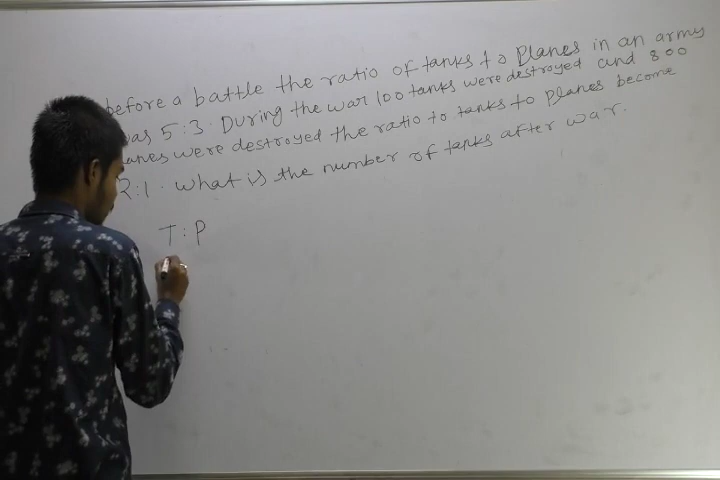 before a battle the ratio of tanks to Planes in an army
was 5:3. During the war 100 tanks were destroyed and 800
lanes were destroyed the ratio to tanks to planes become
2:1. what is the number of tanks after war.
T:P